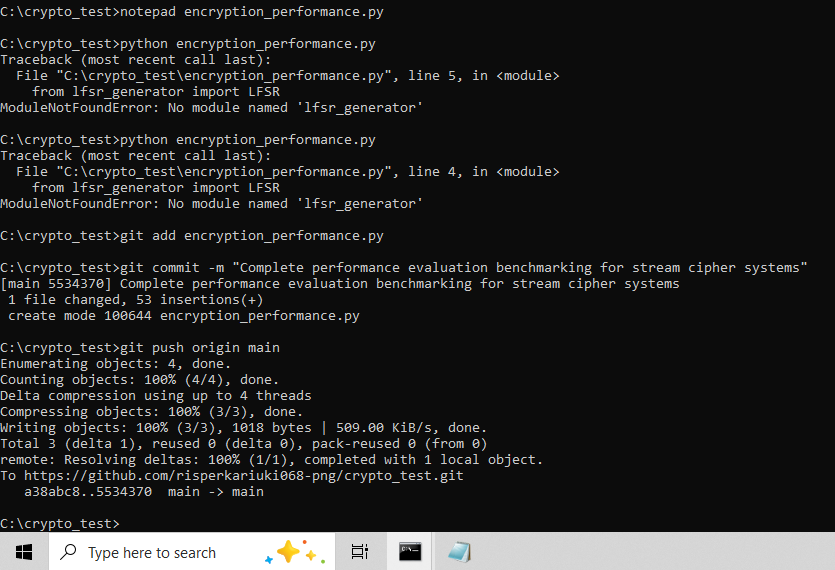 C:\crypto_test>notepad encryption_performance.py
C:\crypto_test>python encryption_performance.py
Traceback (most recent call last):
  File "C:\crypto_test\encryption_performance.py", line 5, in <module>
    from lfsr_generator import LFSR
ModuleNotFoundError: No module named 'lfsr_generator'
C:\crypto_test>python encryption_performance.py
Traceback (most recent call last):
  File "C:\crypto_test\encryption_performance.py", line 4, in <module>
    from lfsr_generator import LFSR
ModuleNotFoundError: No module named 'lfsr_generator'
C:\crypto_test>git add encryption_performance.py
C:\crypto_test>git commit -m "Complete performance evaluation benchmarking for stream cipher systems"
[main 5534370] Complete performance evaluation benchmarking for stream cipher systems
 1 file changed, 53 insertions(+)
 create mode 100644 encryption_performance.py
C:\crypto_test>git push origin main
Enumerating objects: 4, done.
Counting objects: 100% (4/4), done.
Delta compression using up to 4 threads
Compressing objects: 100% (3/3), done.
Writing objects: 100% (3/3), 1018 bytes | 509.00 KiB/s, done.
Total 3 (delta 1), reused 0 (delta 0), pack-reused 0 (from 0)
remote: Resolving deltas: 100% (1/1), completed with 1 local object.
To https://github.com/risperkariuki068-png/crypto_test.git
   a38abc8..5534370  main -> main
C:\crypto_test>
Type here to search